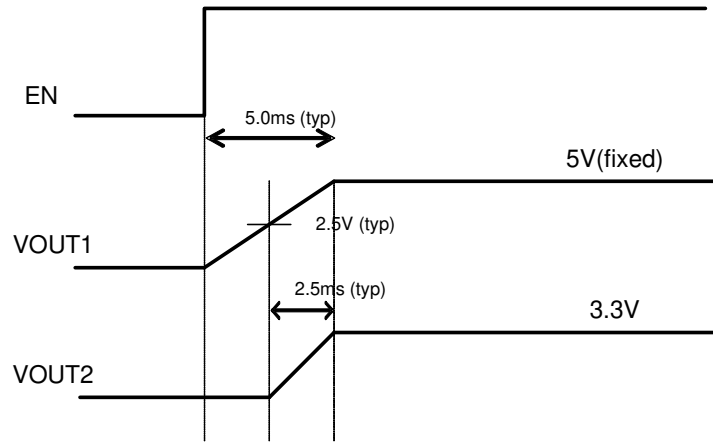 EN
5.0ms (typ)
5V(fixed)
2.5V (typ)
VOUT1
2.5ms (typ)
3.3V
VOUT2